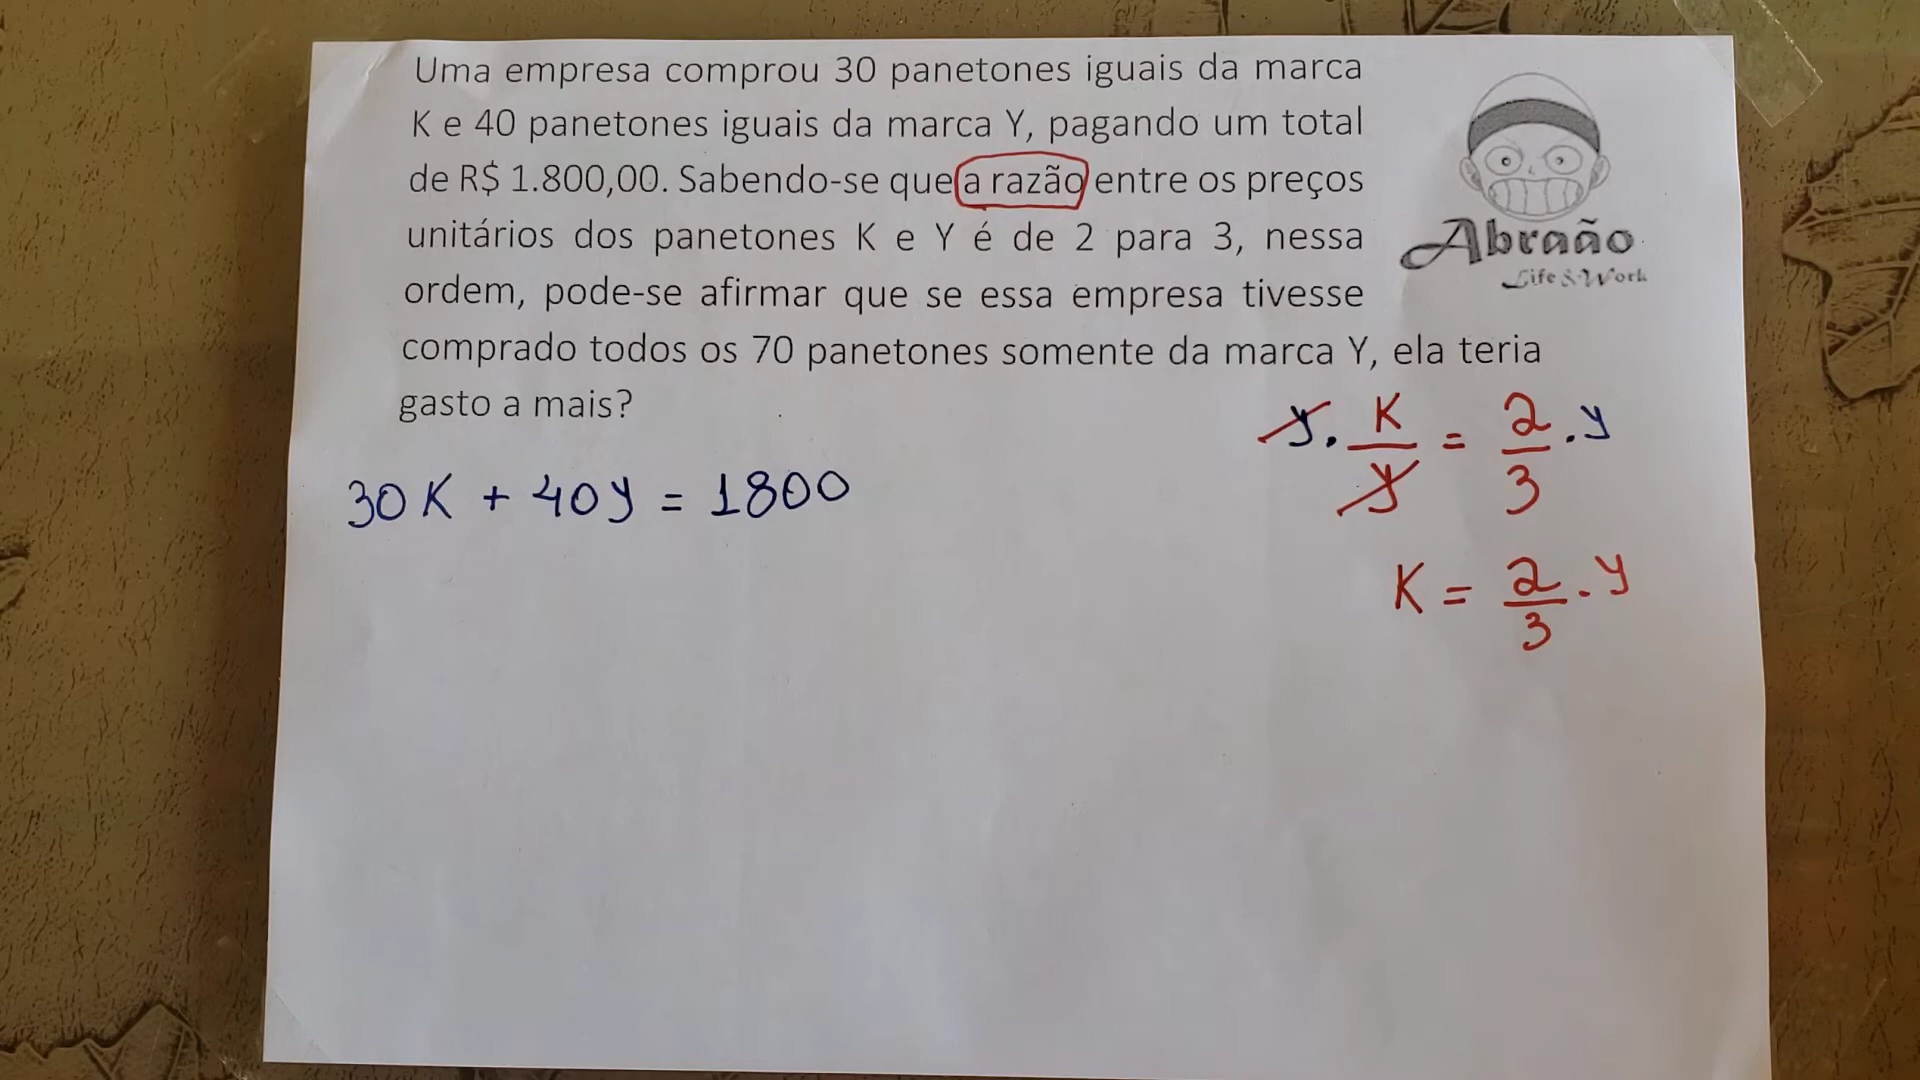 Uma empresa comprou 30 panetones iguais da marca
K e 40 panetones iguais da marca Y, pagando um total
de R$ 1.800,00. Sabendo-se que a razão entre os preços
unitários dos panetones K e Y é de 2 para 3, nessa
ordem, pode-se afirmar que se essa empresa tivesse
comprado todos os 70 panetones somente da marca Y, ela teria
gasto a mais?
Abraão
Life & Work
y . K/y = 2/3 . y
30K + 40y = 1800
K = 2/3 . y